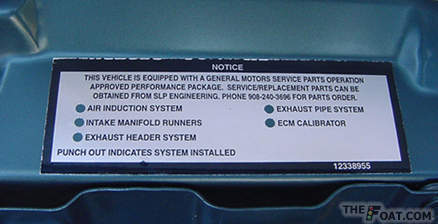 NOTICE
THIS VEHICLE IS EQUIPPED WITH A GENERAL MOTORS SERVICE PARTS OPERATION
APPROVED PERFORMANCE PACKAGE. SERVICE/REPLACEMENT PARTS CAN BE
OBTAINED FROM SLP ENGINEERING. PHONE 908-240-3696 FOR PARTS ORDER.
AIR INDUCTION SYSTEM
EXHAUST PIPE SYSTEM
INTAKE MANIFOLD RUNNERS
ECM CALIBRATOR
EXHAUST HEADER SYSTEM
PUNCH OUT INDICATES SYSTEM INSTALLED
12338955
THE
FOAT.COM